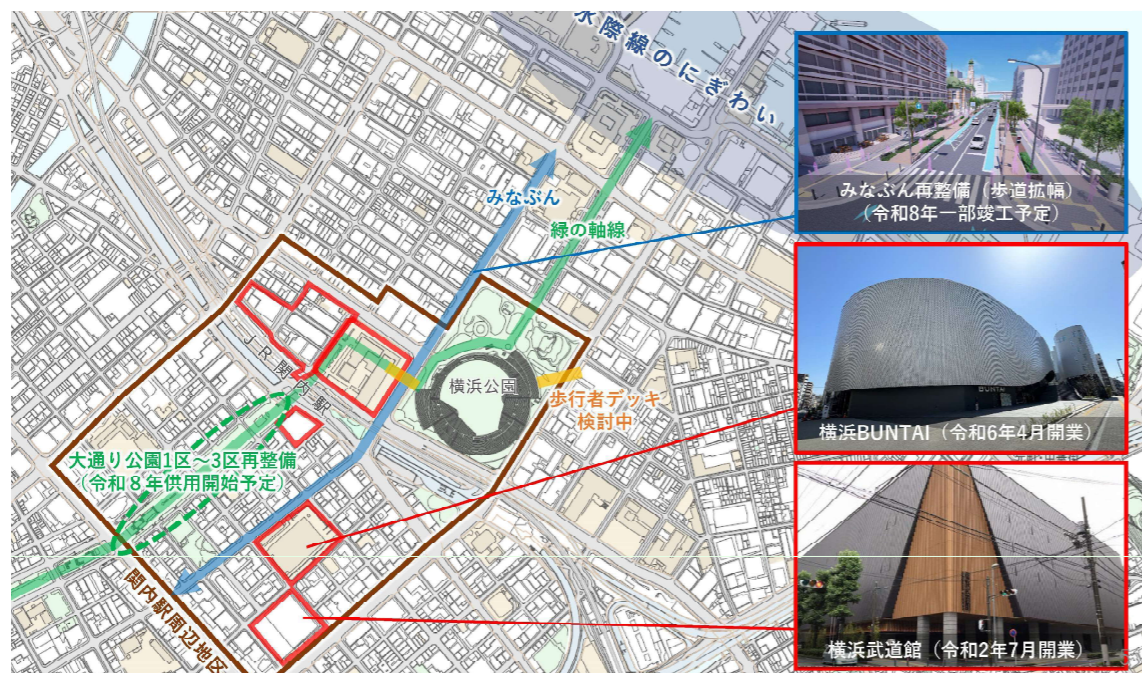 水際線のにぎわい
みなぶん
緑の軸線
みなぶん再整備（歩道拡幅）
（令和8年一部竣工予定）
JR関内駅
横浜公園
歩行者デッキ
検討中
BUNTAI
横浜BUNTAI（令和6年4月開業）
大通り公園1区～3区再整備
（令和８年供用開始予定）
関内駅周辺地区
横浜武道館（令和2年7月開業）